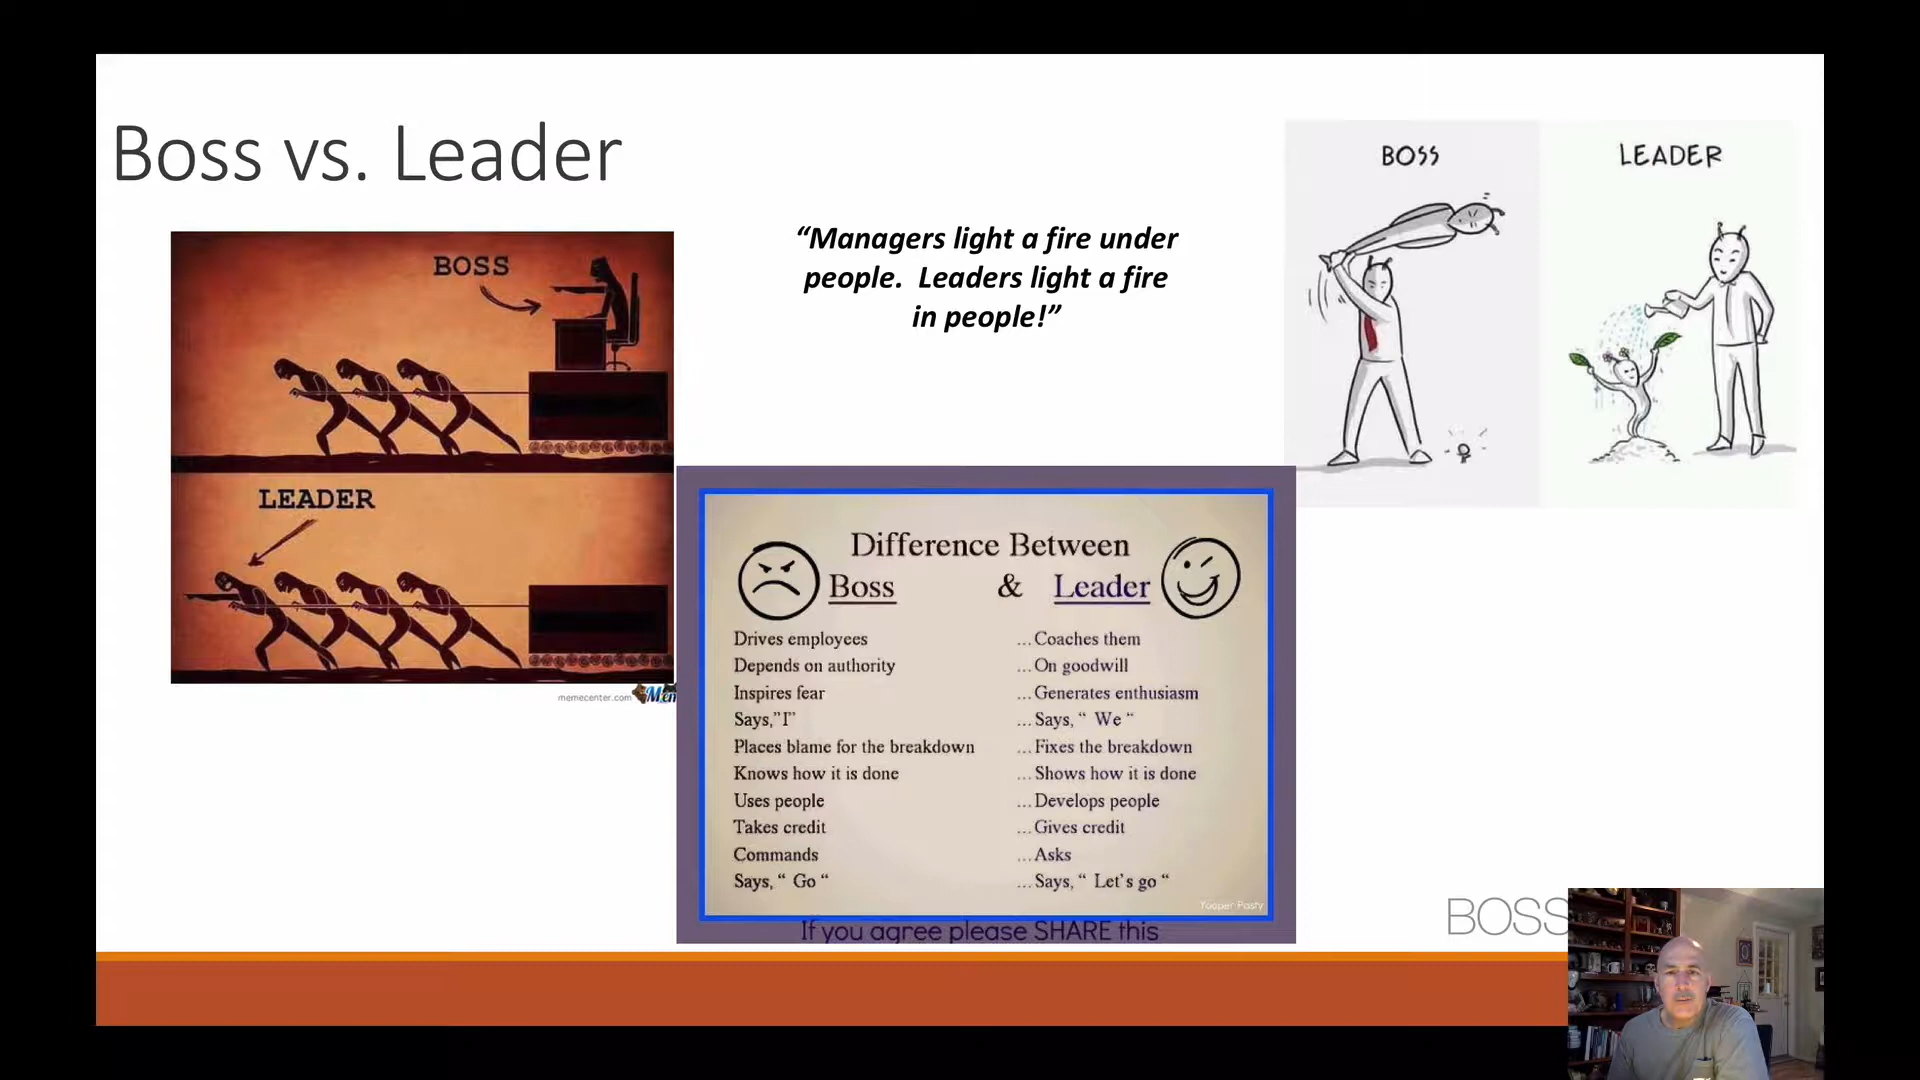 Boss vs. Leader
BOSS
LEADER
memecenter.com
“Managers light a fire under
people.  Leaders light a fire
in people!”
BOSS
LEADER
Difference Between
Boss & Leader
Drives employees ...Coaches them
Depends on authority ...On goodwill
Inspires fear ...Generates enthusiasm
Says,"I" ...Says, “ We “
Places blame for the breakdown ...Fixes the breakdown
Knows how it is done ...Shows how it is done
Uses people ...Develops people
Takes credit ...Gives credit
Commands ...Asks
Says, “ Go “ ...Says, “ Let's go “
Yooper Pasty
If you agree please SHARE this
BOSS